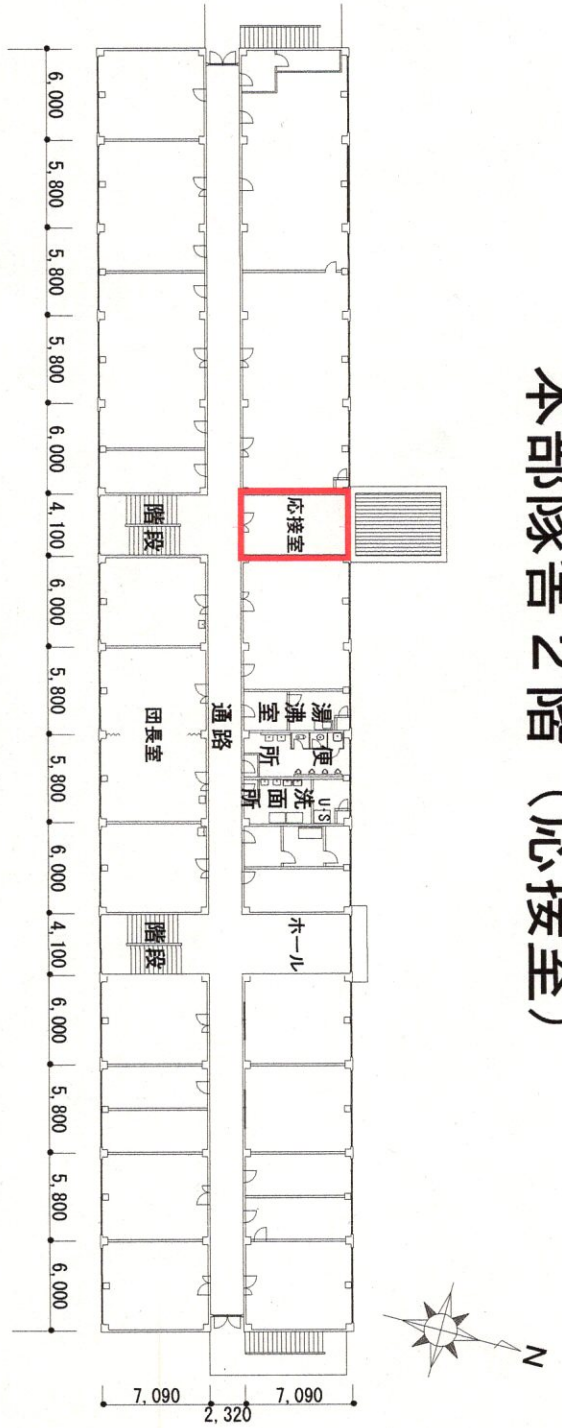 本部隊舎２階（応接室）
N
応接室
湯沸室
便所
洗面所
U·S
ホール
通路
階段
団長室
階段
7,090
2,320
7,090
6,000 5,800 5,800 5,800 6,000 4,100 6,000 5,800 5,800 6,000 4,100 6,000 5,800 5,800 6,000